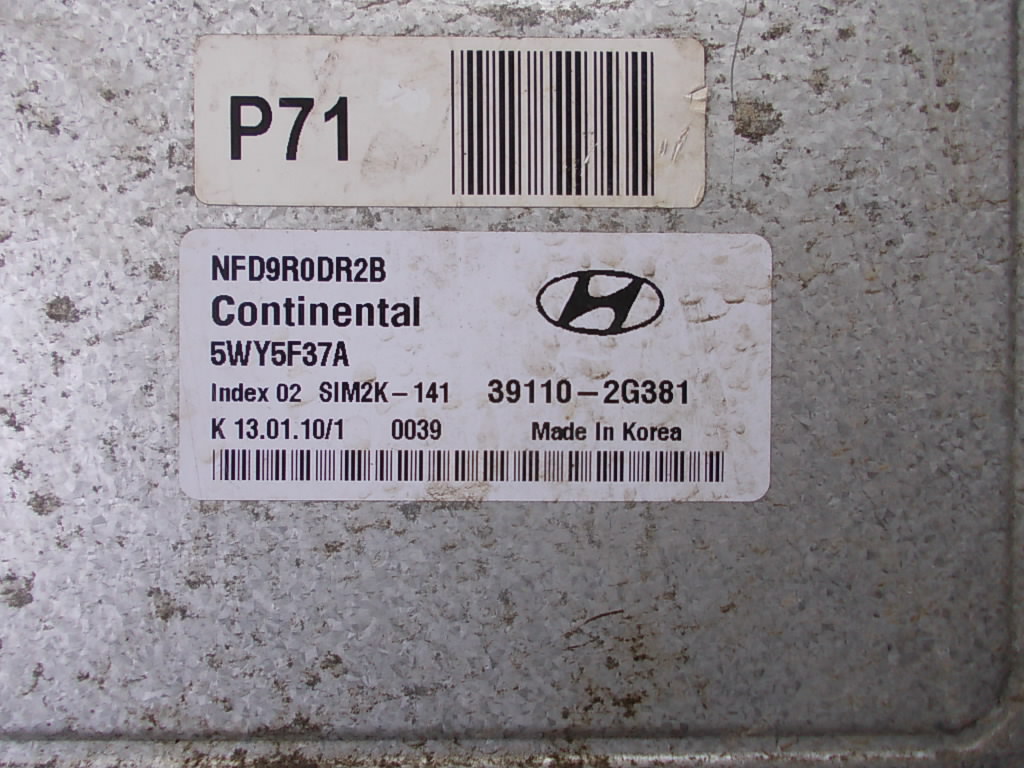 P71
NFD9R0DR2B
Continental
5WY5F37A
Index 02 SIM2K-141 39110-2G381
K 13.01.10/1 0039 Made In Korea